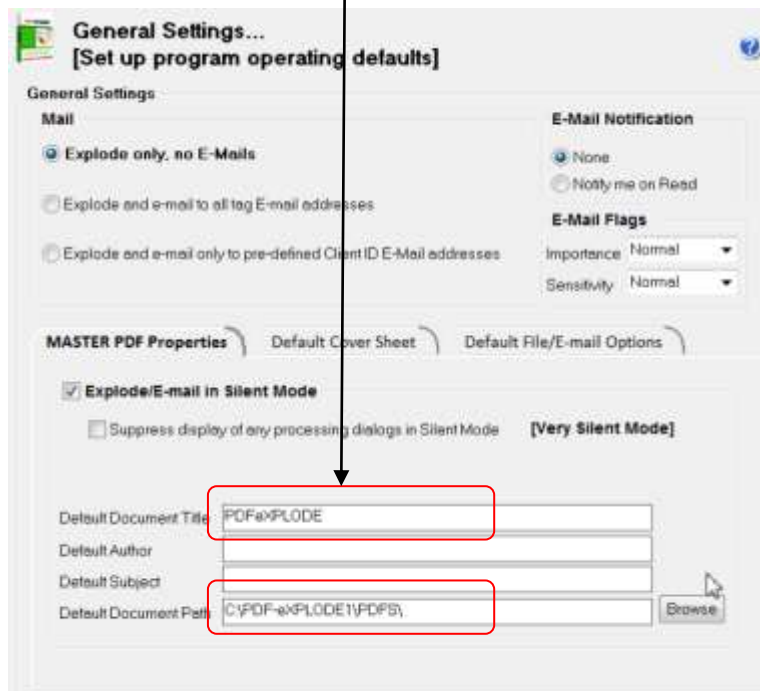 General Settings...
[Set up program operating defaults]
General Settings
Mail
Explode only, no E-Mails
Explode and e-mail to all tag E-mail addresses
Explode and e-mail only to pre-defined Client ID E-Mail addresses
E-Mail Notification
None
Notify me on Read
E-Mail Flags
Importance Normal
Sensitivity Normal
MASTER PDF Properties Default Cover Sheet Default File/E-mail Options
Explode/E-mail in Silent Mode
Suppress display of any processing dialogs in Silent Mode [Very Silent Mode]
Default Document Title PDFeXPLODE
Default Author
Default Subject
Default Document Path C:\PDF-eXPLODE1\PDFS\
Browse